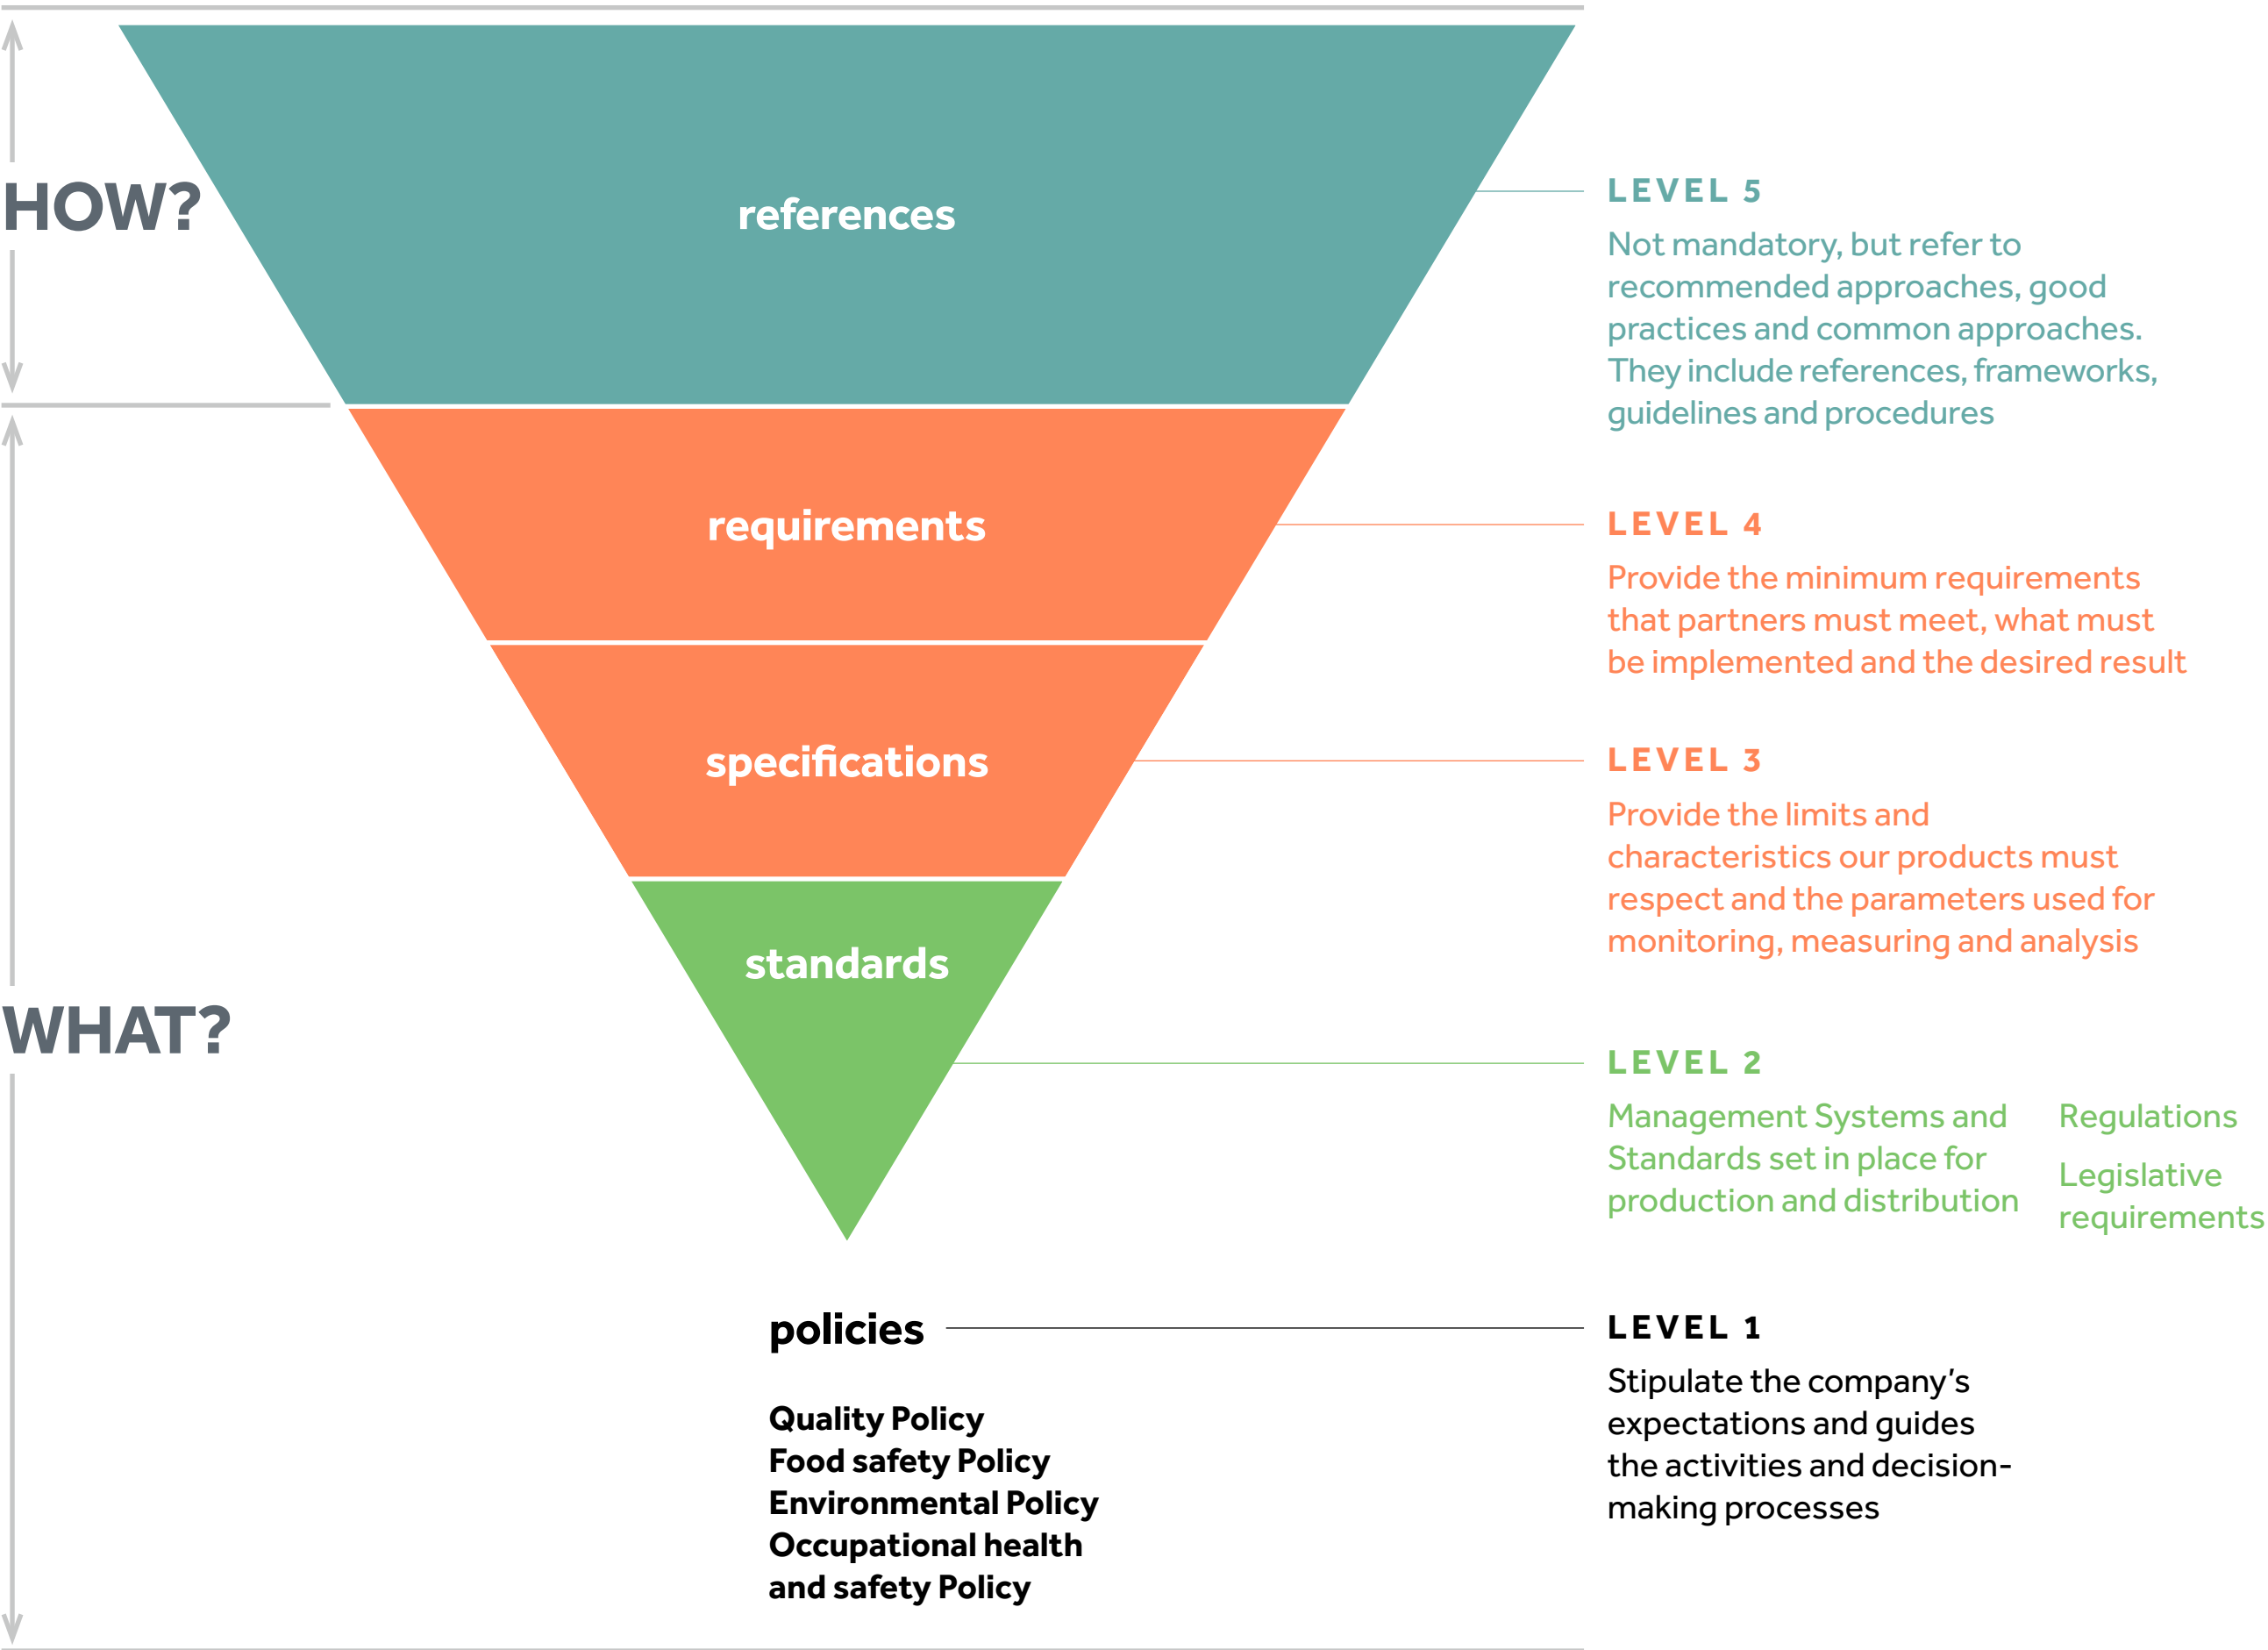 HOW?
references
LEVEL 5
Not mandatory, but refer to
recommended approaches, good
practices and common approaches.
They include references, frameworks,
guidelines and procedures
requirements
LEVEL 4
Provide the minimum requirements
that partners must meet, what must
be implemented and the desired result
specifications
LEVEL 3
Provide the limits and
characteristics our products must
respect and the parameters used for
monitoring, measuring and analysis
WHAT?
standards
LEVEL 2
Management Systems and
Standards set in place for
production and distribution
Regulations
Legislative
requirements
policies
Quality Policy
Food safety Policy
Environmental Policy
Occupational health
and safety Policy
LEVEL 1
Stipulate the company’s
expectations and guides
the activities and decision-
making processes